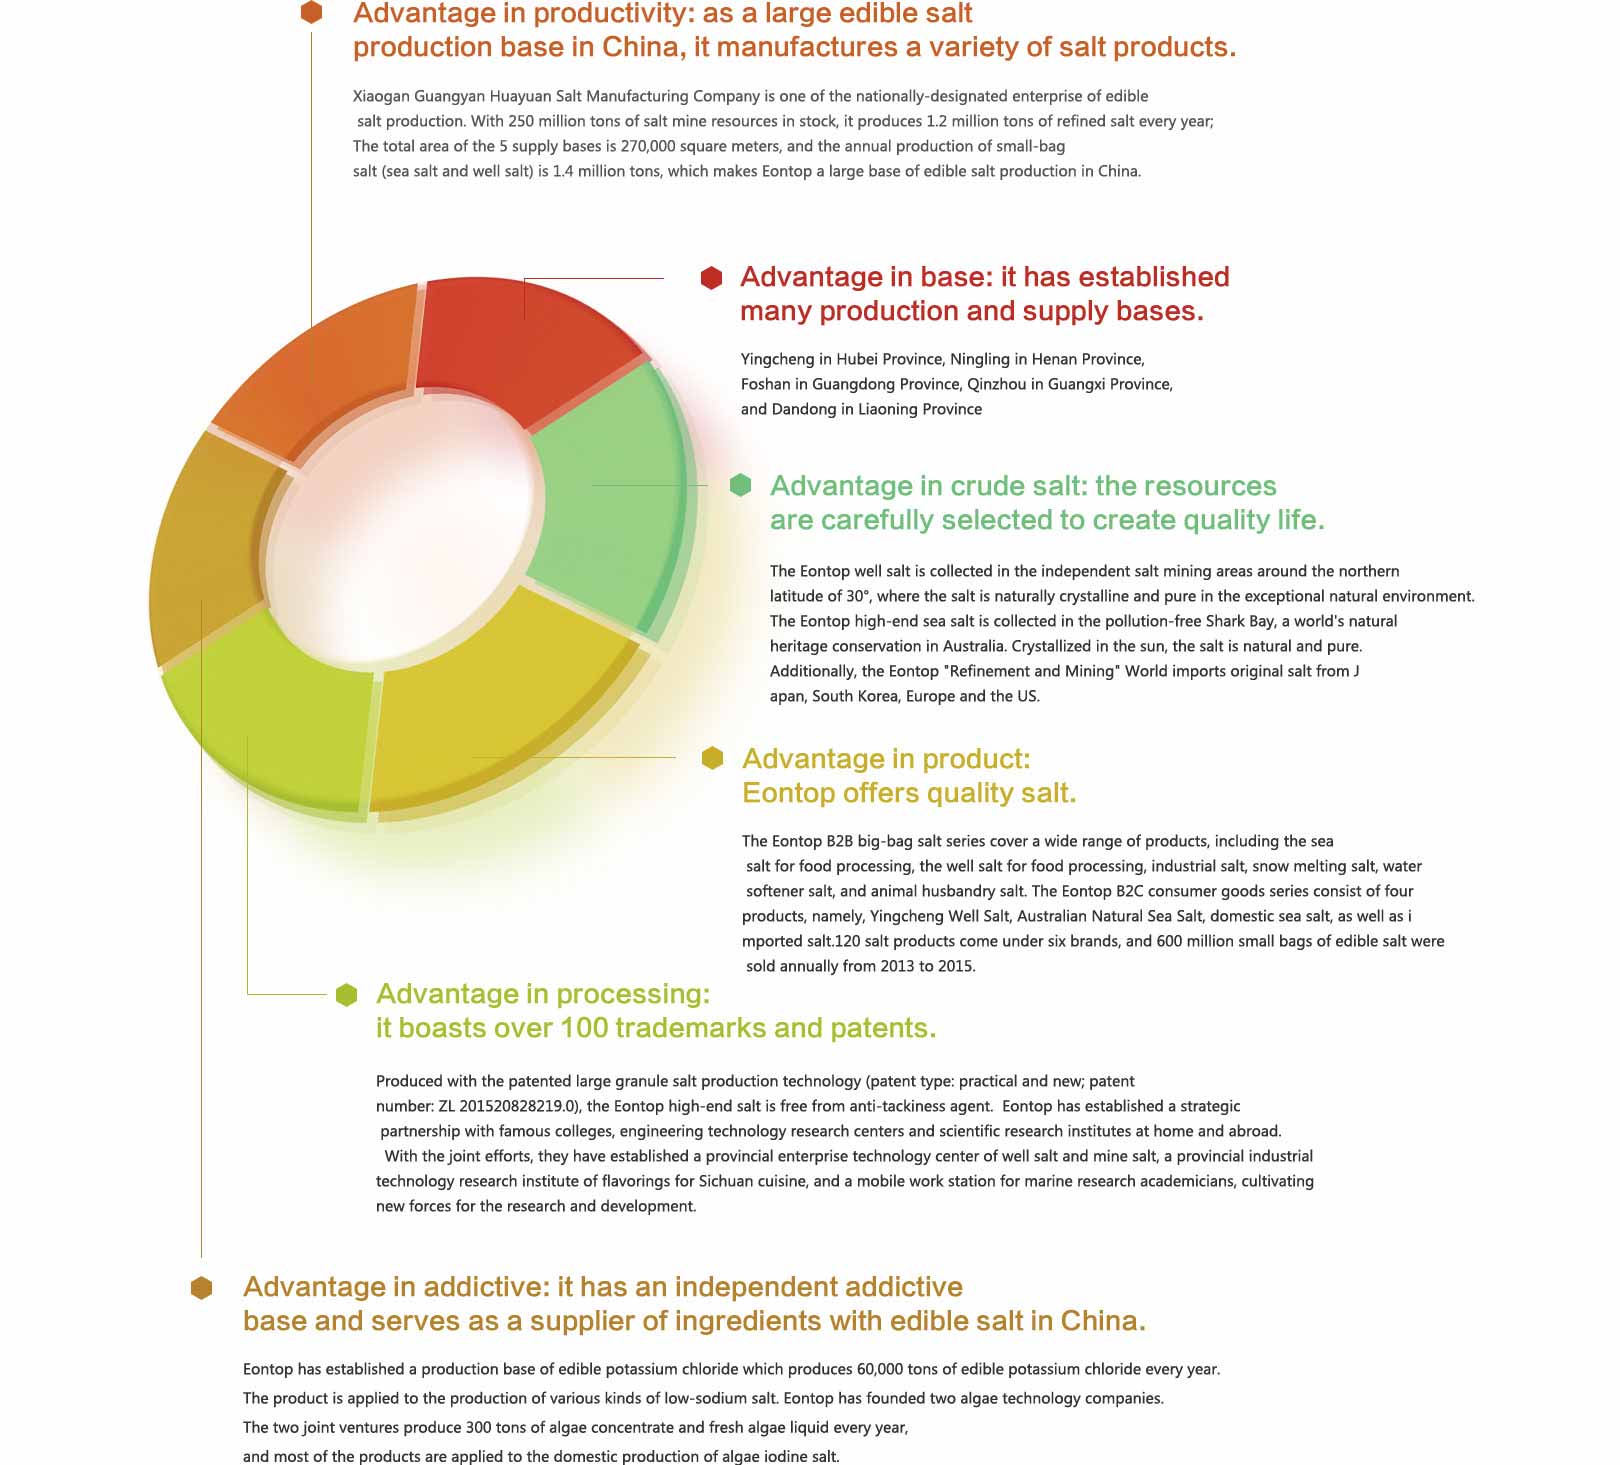 Advantage in productivity: as a large edible salt
production base in China, it manufactures a variety of salt products.
Xiaogan Guangyan Huayuan Salt Manufacturing Company is one of the nationally-designated enterprise of edible
salt production. With 250 million tons of salt mine resources in stock, it produces 1.2 million tons of refined salt every year;
The total area of the 5 supply bases is 270,000 square meters, and the annual production of small-bag
salt (sea salt and well salt) is 1.4 million tons, which makes Eontop a large base of edible salt production in China.
Advantage in base: it has established
many production and supply bases.
Yingcheng in Hubei Province, Ningling in Henan Province,
Foshan in Guangdong Province, Qinzhou in Guangxi Province,
and Dandong in Liaoning Province
Advantage in crude salt: the resources
are carefully selected to create quality life.
The Eontop well salt is collected in the independent salt mining areas around the northern
latitude of 30°, where the salt is naturally crystalline and pure in the exceptional natural environment.
The Eontop high-end sea salt is collected in the pollution-free Shark Bay, a world's natural
heritage conservation in Australia. Crystallized in the sun, the salt is natural and pure.
Additionally, the Eontop "Refinement and Mining" World imports original salt from J
apan, South Korea, Europe and the US.
Advantage in product:
Eontop offers quality salt.
The Eontop B2B big-bag salt series cover a wide range of products, including the sea
salt for food processing, the well salt for food processing, industrial salt, snow melting salt, water
softener salt, and animal husbandry salt. The Eontop B2C consumer goods series consist of four
products, namely, Yingcheng Well Salt, Australian Natural Sea Salt, domestic sea salt, as well as i
mported salt.120 salt products come under six brands, and 600 million small bags of edible salt were
sold annually from 2013 to 2015.
Advantage in processing:
it boasts over 100 trademarks and patents.
Produced with the patented large granule salt production technology (patent type: practical and new; patent
number: ZL 201520828219.0), the Eontop high-end salt is free from anti-tackiness agent.  Eontop has established a strategic
partnership with famous colleges, engineering technology research centers and scientific research institutes at home and abroad.
With the joint efforts, they have established a provincial enterprise technology center of well salt and mine salt, a provincial industrial
technology research institute of flavorings for Sichuan cuisine, and a mobile work station for marine research academicians, cultivating
new forces for the research and development.
Advantage in addictive: it has an independent addictive
base and serves as a supplier of ingredients with edible salt in China.
Eontop has established a production base of edible potassium chloride which produces 60,000 tons of edible potassium chloride every year.
The product is applied to the production of various kinds of low-sodium salt. Eontop has founded two algae technology companies.
The two joint ventures produce 300 tons of algae concentrate and fresh algae liquid every year,
and most of the products are applied to the domestic production of algae iodine salt.